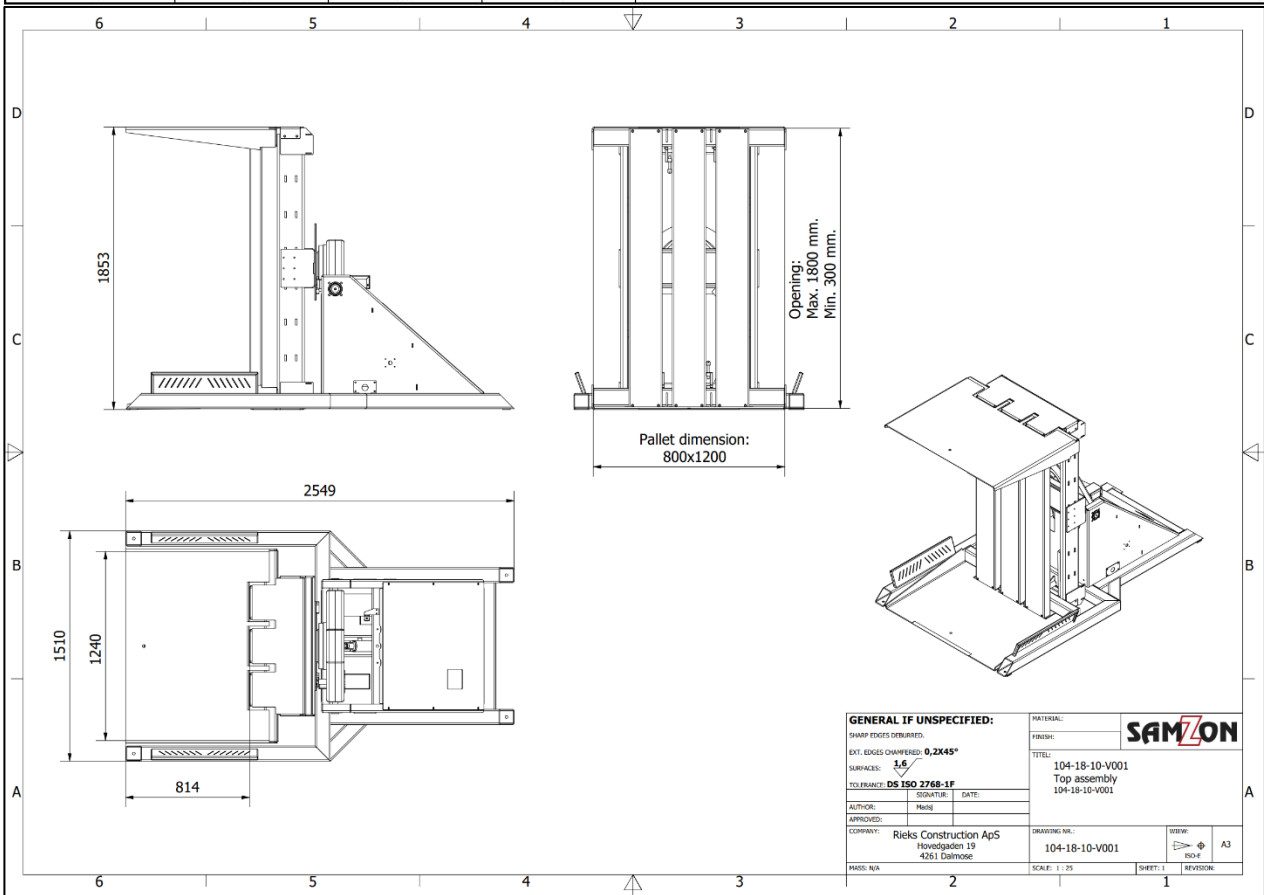 6 5 4 3 2 1
D D
1853
Opening:
Max. 1800 mm.
Min. 300 mm.
C C
Pallet dimension:
800x1200
2549
B B
1510
1240
814
A A
GENERAL IF UNSPECIFIED:
SHARP EDGES DEBURRED.
EXT. EDGES CHAMFERED: 0,2X45°
SURFACES: 1,6
TOLERANCE: DS ISO 2768-1F
SIGNATUR: DATE:
AUTHOR: Madsj
APPROVED:
COMPANY: Rieks Construction ApS
Hovedgaden 19
4261 Dalmose
MASS: N/A
MATERIAL:
FINISH:
SAMZON
TITEL:
104-18-10-V001
Top assembly
104-18-10-V001
DRAWING NR.:
104-18-10-V001
WIEW:
ISO-E
A3
SCALE: 1 : 25 SHEET: 1 REVISION:
6 5 4 3 2 1